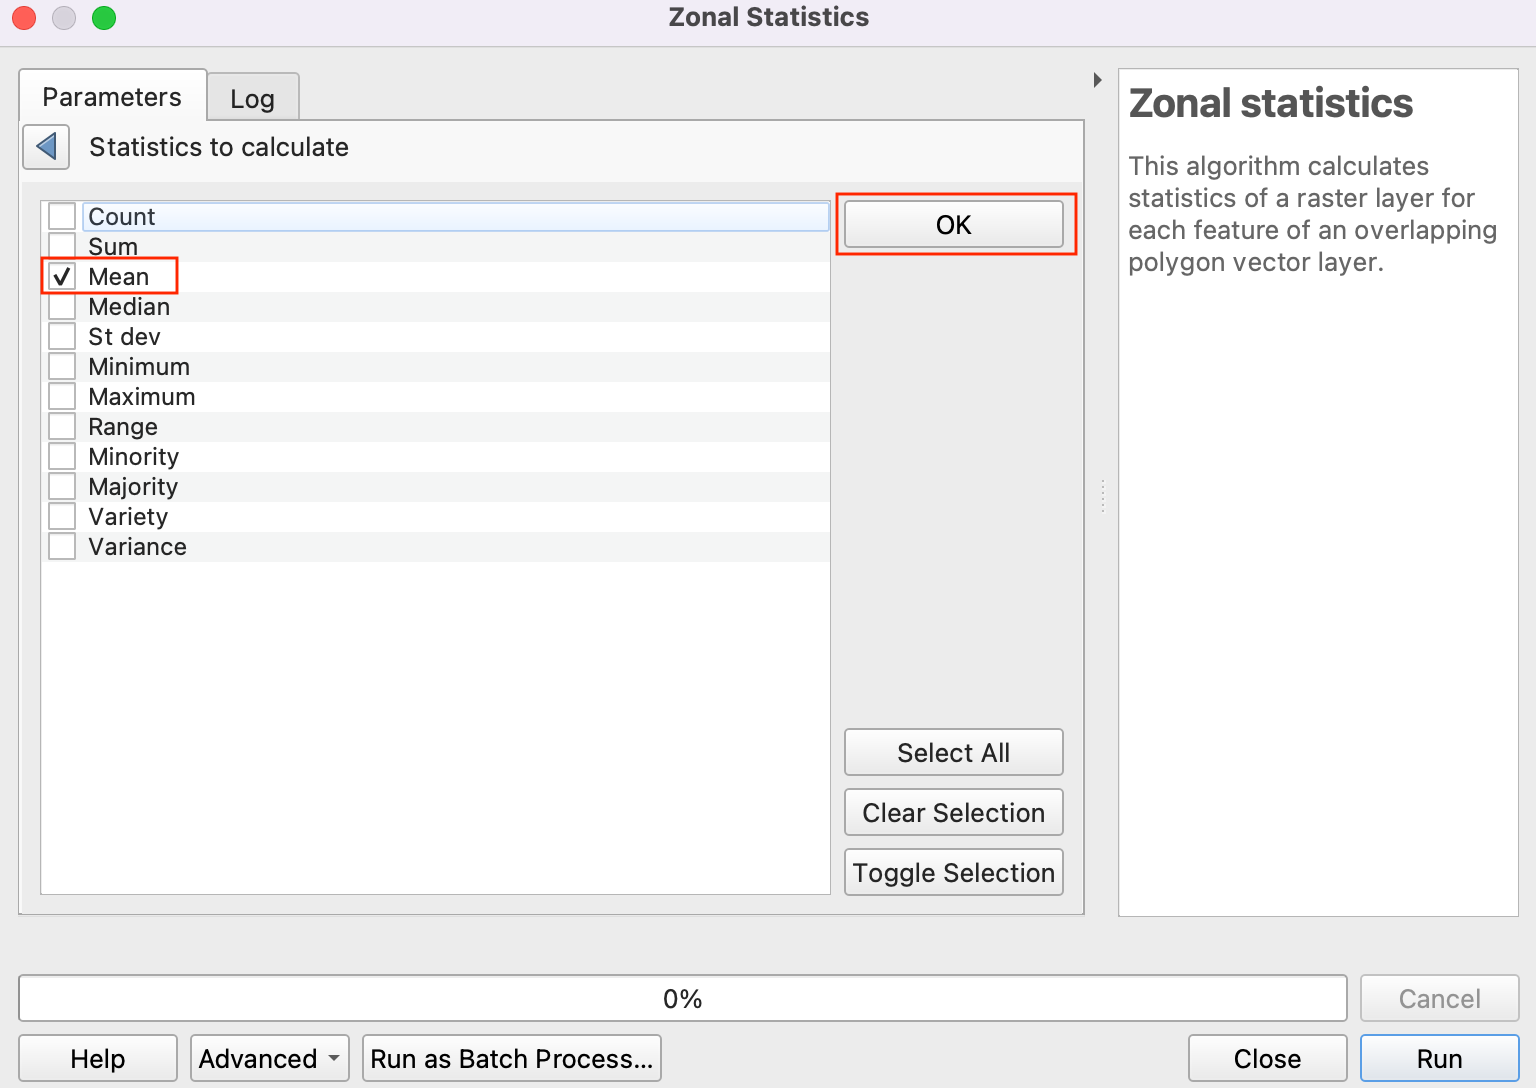 Zonal Statistics
Parameters
Log
Statistics to calculate
Count
Sum
Mean
Median
St dev
Minimum
Maximum
Range
Minority
Majority
Variety
Variance
OK
Select All
Clear Selection
Toggle Selection
Zonal statistics
This algorithm calculates
statistics of a raster layer for
each feature of an overlapping
polygon vector layer.
0%
Cancel
Help
Advanced
Run as Batch Process...
Close
Run